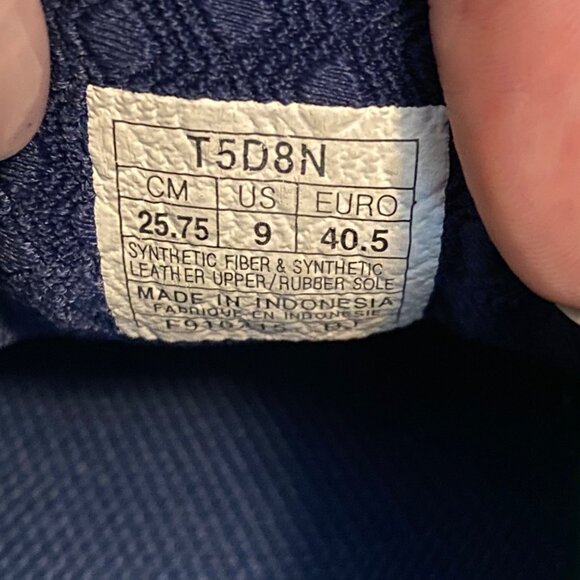 T5D8N
CM US EURO
25.75 9 40.5
SYNTHETIC FIBER & SYNTHETIC
LEATHER UPPER/RUBBER SOLE
MADE IN INDONESIA
FABRIQUE EN INDONESIE